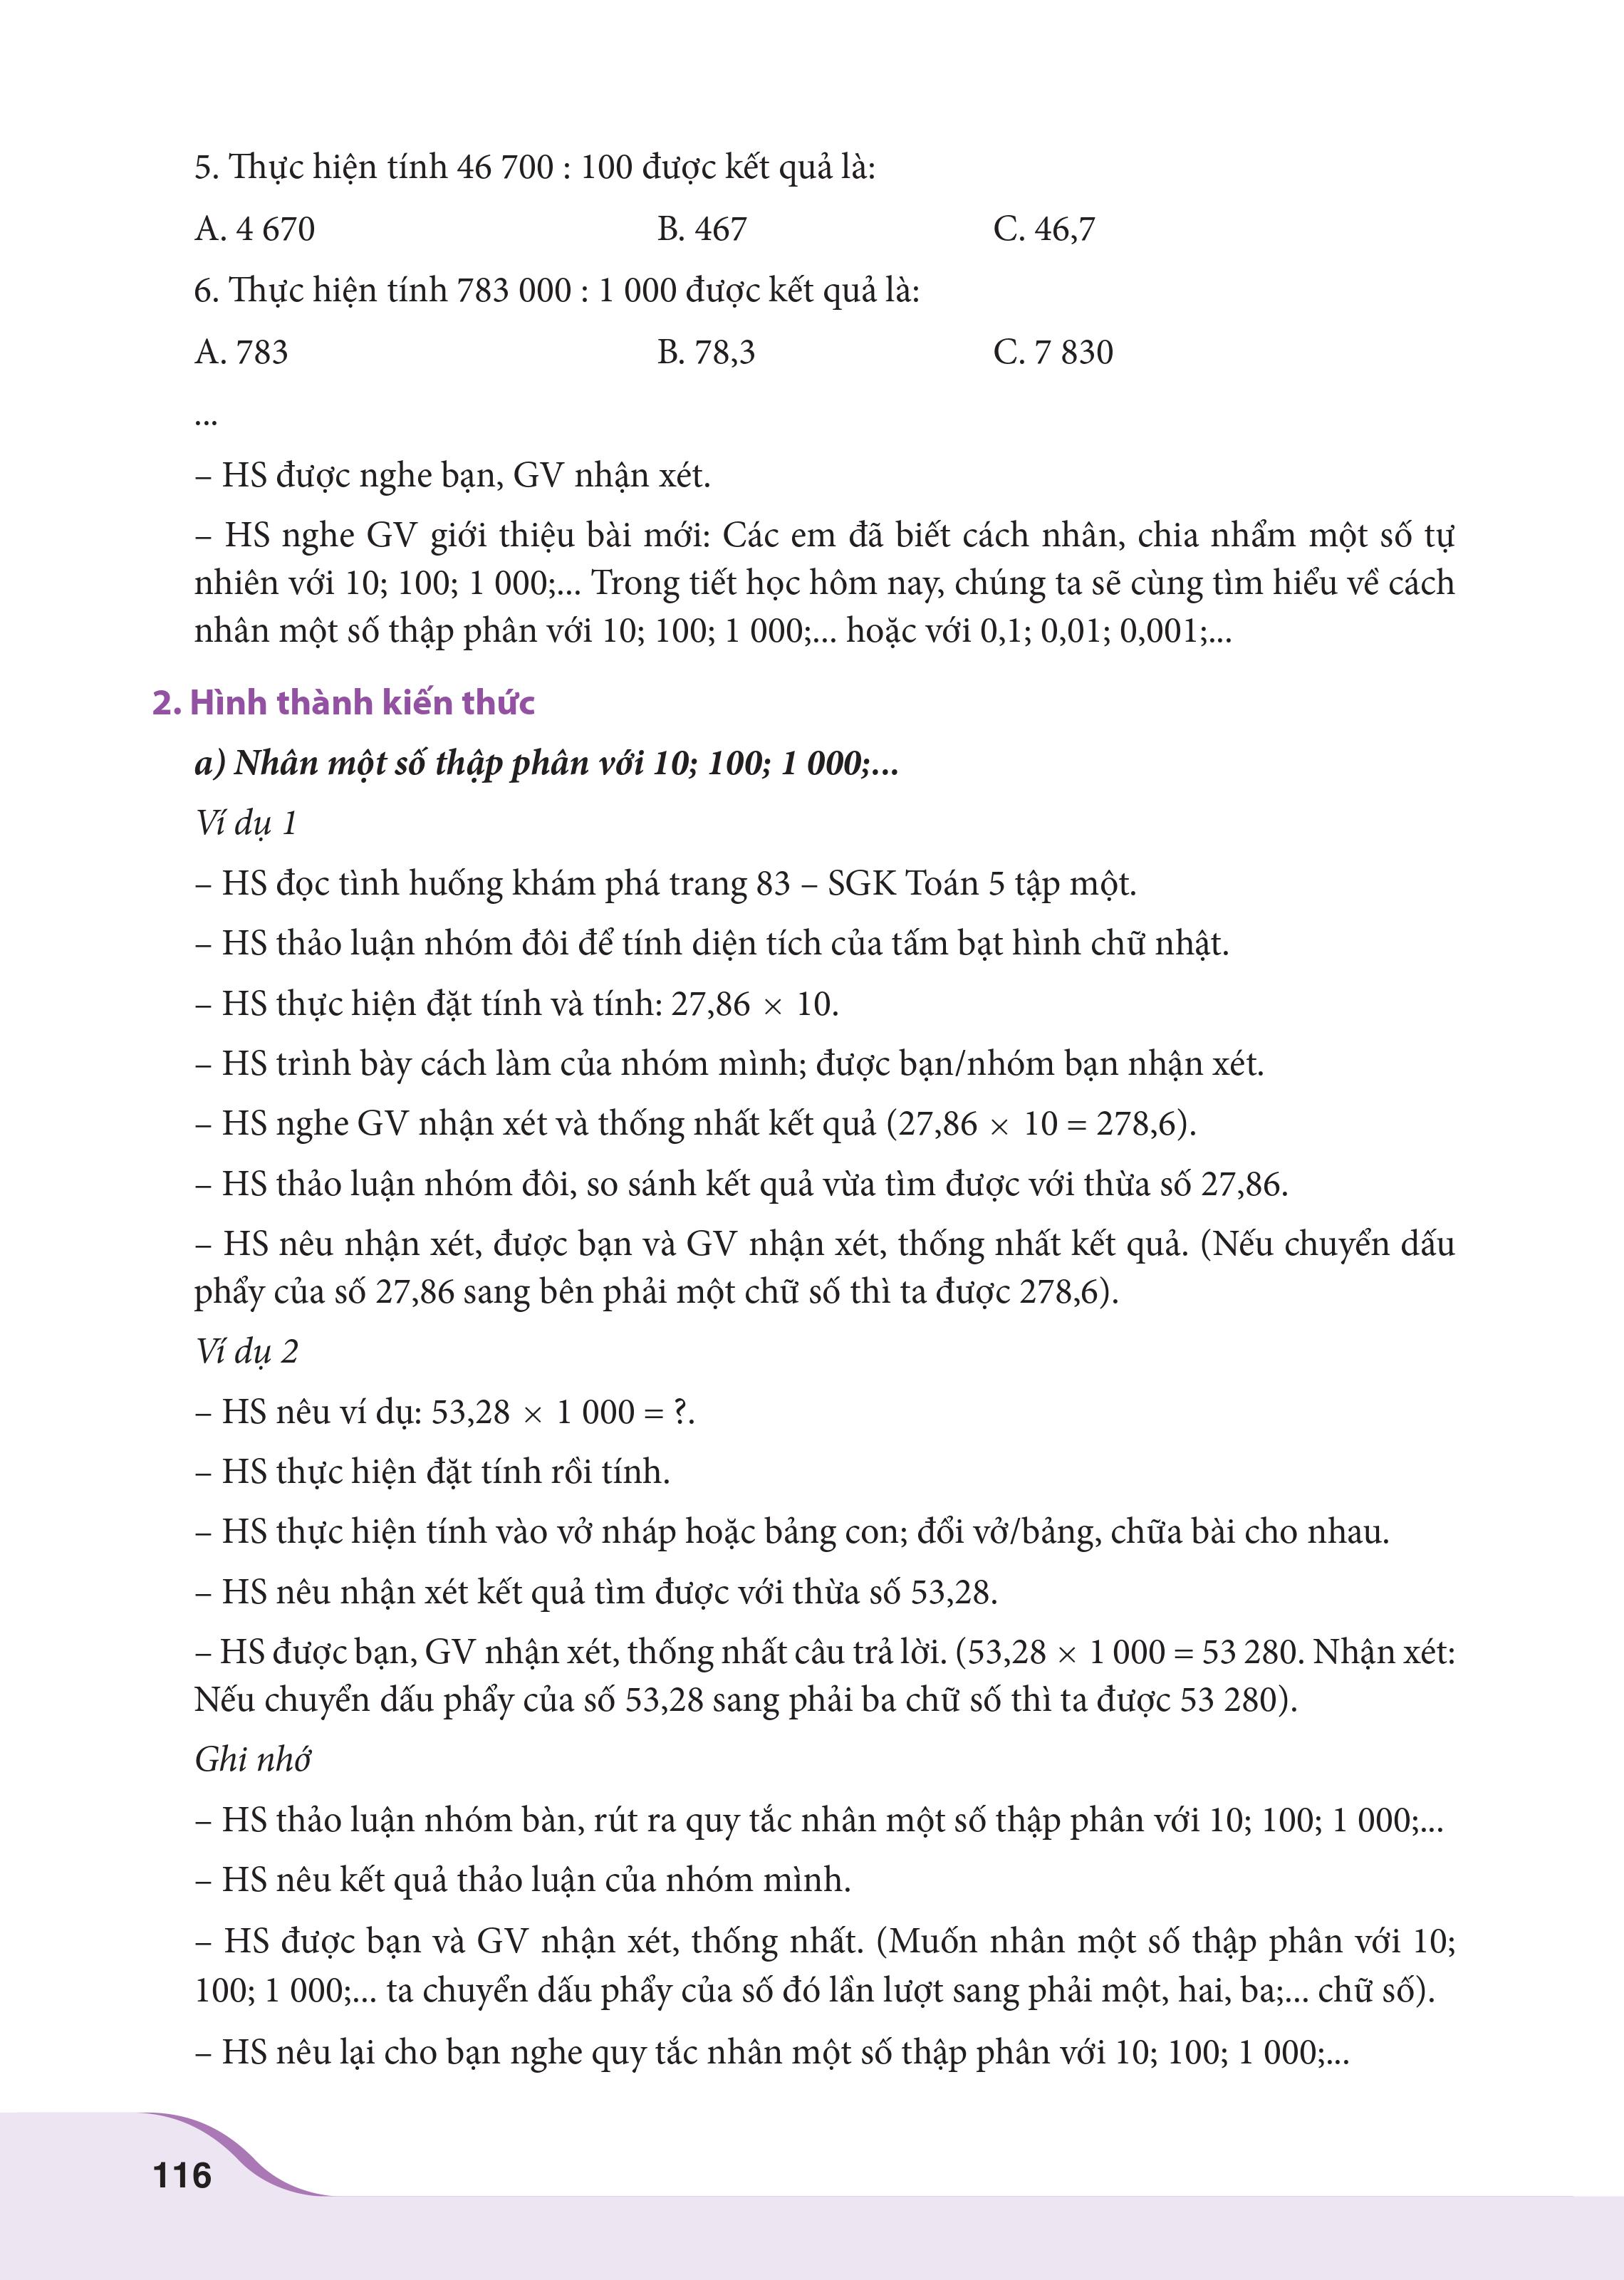 5. Thực hiện tính 46 700 : 100 được kết quả là:
A. 4 670 B. 467 C. 46,7
6. Thực hiện tính 783 000 : 1 000 được kết quả là:
A. 783 B. 78,3 C. 7 830
...
– HS được nghe bạn, GV nhận xét.
– HS nghe GV giới thiệu bài mới: Các em đã biết cách nhân, chia nhẩm một số tự
nhiên với 10; 100; 1 000;... Trong tiết học hôm nay, chúng ta sẽ cùng tìm hiểu về cách
nhân một số thập phân với 10; 100; 1 000;... hoặc với 0,1; 0,01; 0,001;...
2. Hình thành kiến thức
a) Nhân một số thập phân với 10; 100; 1 000;...
Ví dụ 1
– HS đọc tình huống khám phá trang 83 – SGK Toán 5 tập một.
– HS thảo luận nhóm đôi để tính diện tích của tấm bạt hình chữ nhật.
– HS thực hiện đặt tính và tính: 27,86 × 10.
– HS trình bày cách làm của nhóm mình; được bạn/nhóm bạn nhận xét.
– HS nghe GV nhận xét và thống nhất kết quả (27,86 × 10 = 278,6).
– HS thảo luận nhóm đôi, so sánh kết quả vừa tìm được với thừa số 27,86.
– HS nêu nhận xét, được bạn và GV nhận xét, thống nhất kết quả. (Nếu chuyển dấu
phẩy của số 27,86 sang bên phải một chữ số thì ta được 278,6).
Ví dụ 2
– HS nêu ví dụ: 53,28 × 1 000 = ?.
– HS thực hiện đặt tính rồi tính.
– HS thực hiện tính vào vở nháp hoặc bảng con; đổi vở/bảng, chữa bài cho nhau.
– HS nêu nhận xét kết quả tìm được với thừa số 53,28.
– HS được bạn, GV nhận xét, thống nhất câu trả lời. (53,28 × 1 000 = 53 280. Nhận xét:
Nếu chuyển dấu phẩy của số 53,28 sang phải ba chữ số thì ta được 53 280).
Ghi nhớ
– HS thảo luận nhóm bàn, rút ra quy tắc nhân một số thập phân với 10; 100; 1 000;...
– HS nêu kết quả thảo luận của nhóm mình.
– HS được bạn và GV nhận xét, thống nhất. (Muốn nhân một số thập phân với 10;
100; 1 000;... ta chuyển dấu phẩy của số đó lần lượt sang phải một, hai, ba;... chữ số).
– HS nêu lại cho bạn nghe quy tắc nhân một số thập phân với 10; 100; 1 000;...
116